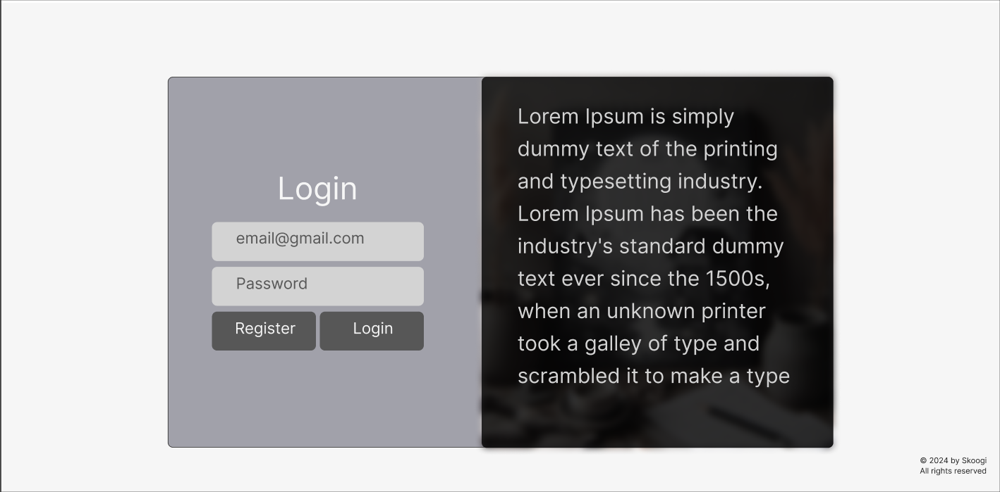 Login
email@gmail.com
Password
Register
Login
Lorem Ipsum is simply
dummy text of the printing
and typesetting industry.
Lorem Ipsum has been the
industry's standard dummy
text ever since the 1500s,
when an unknown printer
took a galley of type and
scrambled it to make a type
© 2024 by Skoogi
All rights reserved